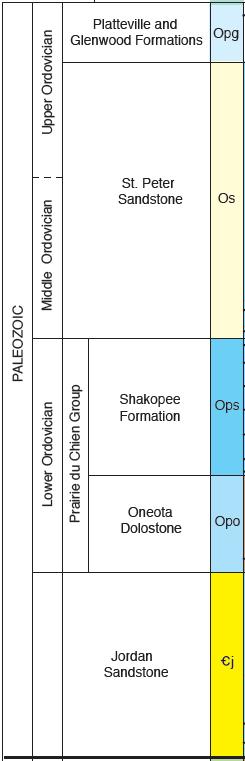 PALEOZOIC
Upper Ordovician
Middle Ordovician
Lower Ordovician
Prairie du Chien Group
Platteville and
Glenwood Formations
Opg
St. Peter
Sandstone
Os
Shakopee
Formation
Ops
Oneota
Dolostone
Opo
Jordan
Sandstone
€j